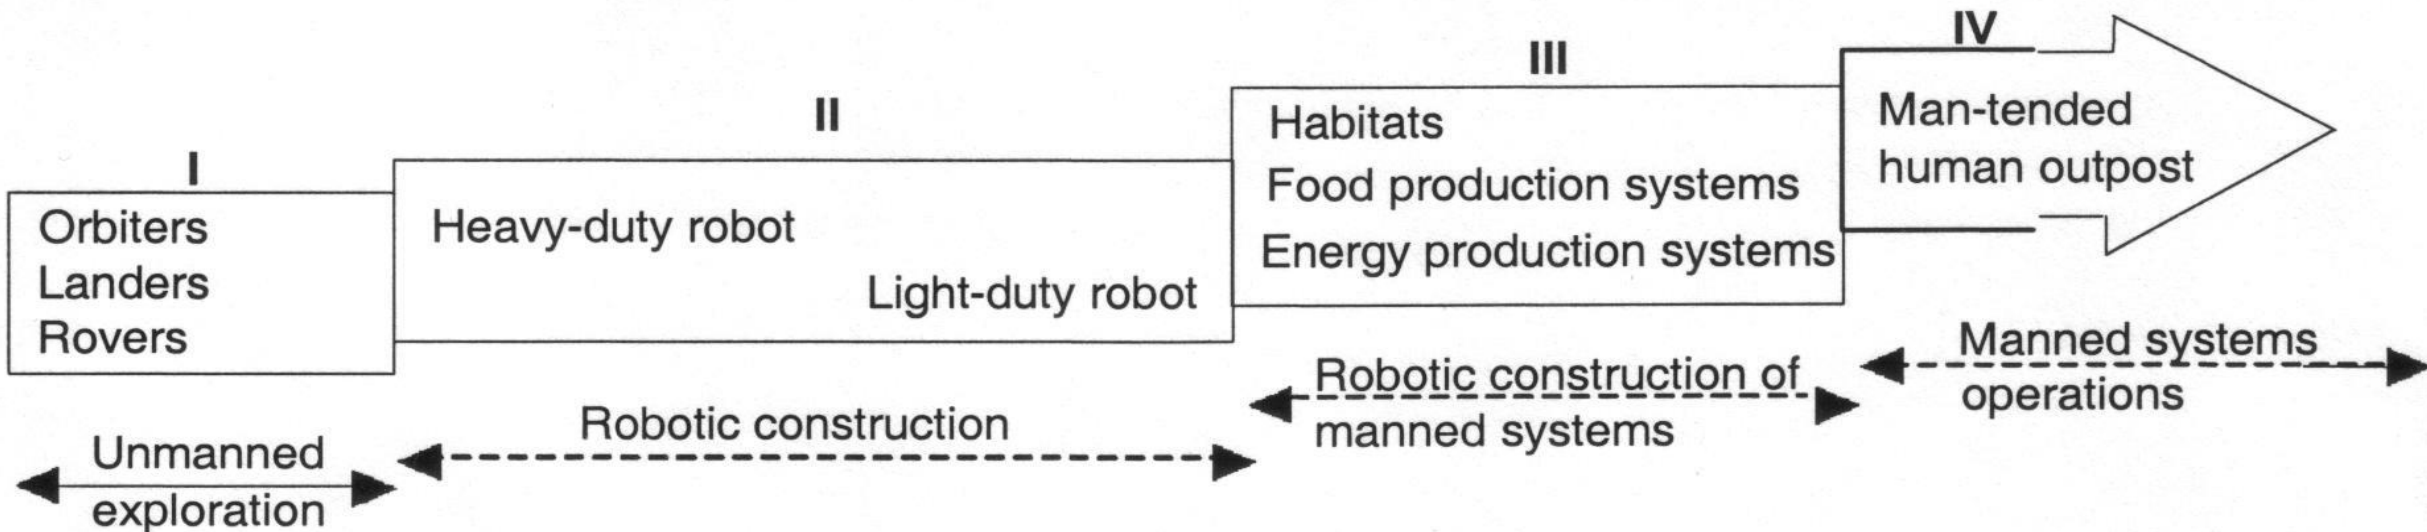 I
Orbiters
Landers
Rovers
Unmanned
exploration
II
Heavy-duty robot
Light-duty robot
Robotic construction
III
Habitats
Food production systems
Energy production systems
Robotic construction of
manned systems
IV
Man-tended
human outpost
Manned systems
operations